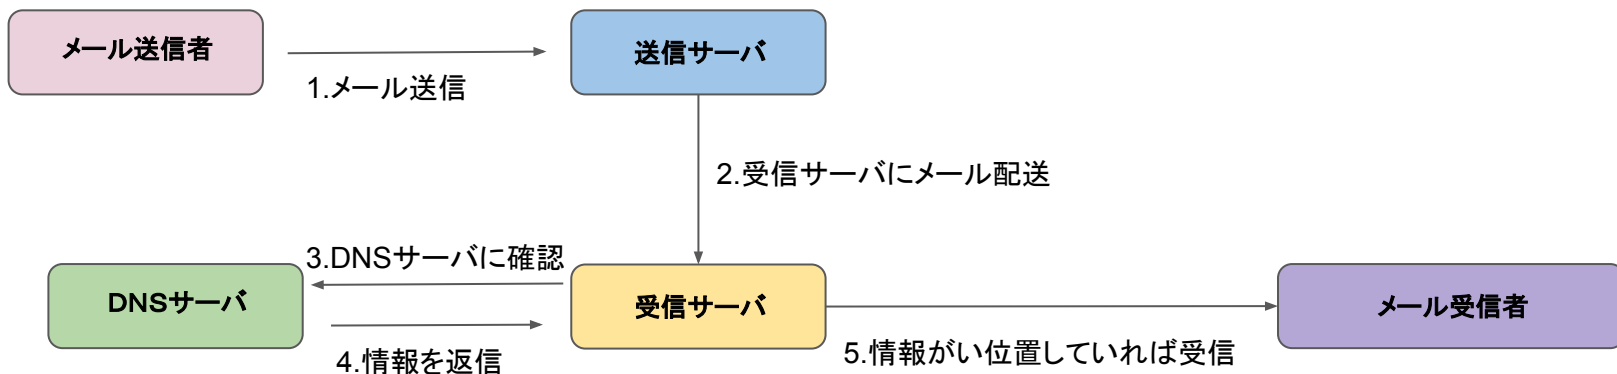 メール送信者
送信サーバ
1.メール送信
2.受信サーバにメール配送
3.DNSサーバに確認
DNSサーバ
受信サーバ
メール受信者
4.情報を返信
5.情報がい位置していれば受信